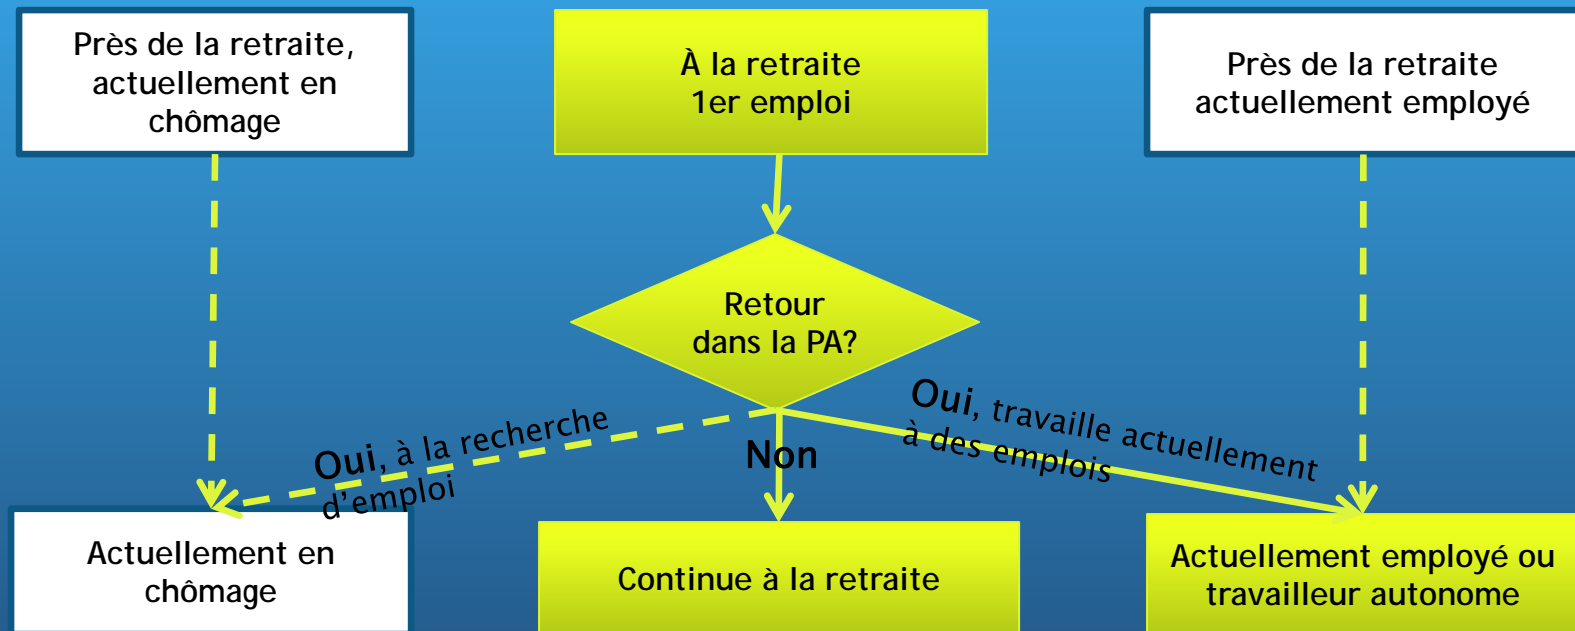 Près de la retraite,
actuellement en
chômage
À la retraite
1er emploi
Près de la retraite
actuellement employé
Retour
dans la PA?
Oui, à la recherche
d'emploi
Non
Oui, travaille actuellement
à des emplois
Actuellement en
chômage
Continue à la retraite
Actuellement employé ou
travailleur autonome